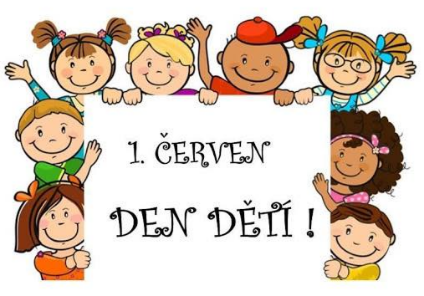 1. ČERVEN
DEN DĚTÍ !